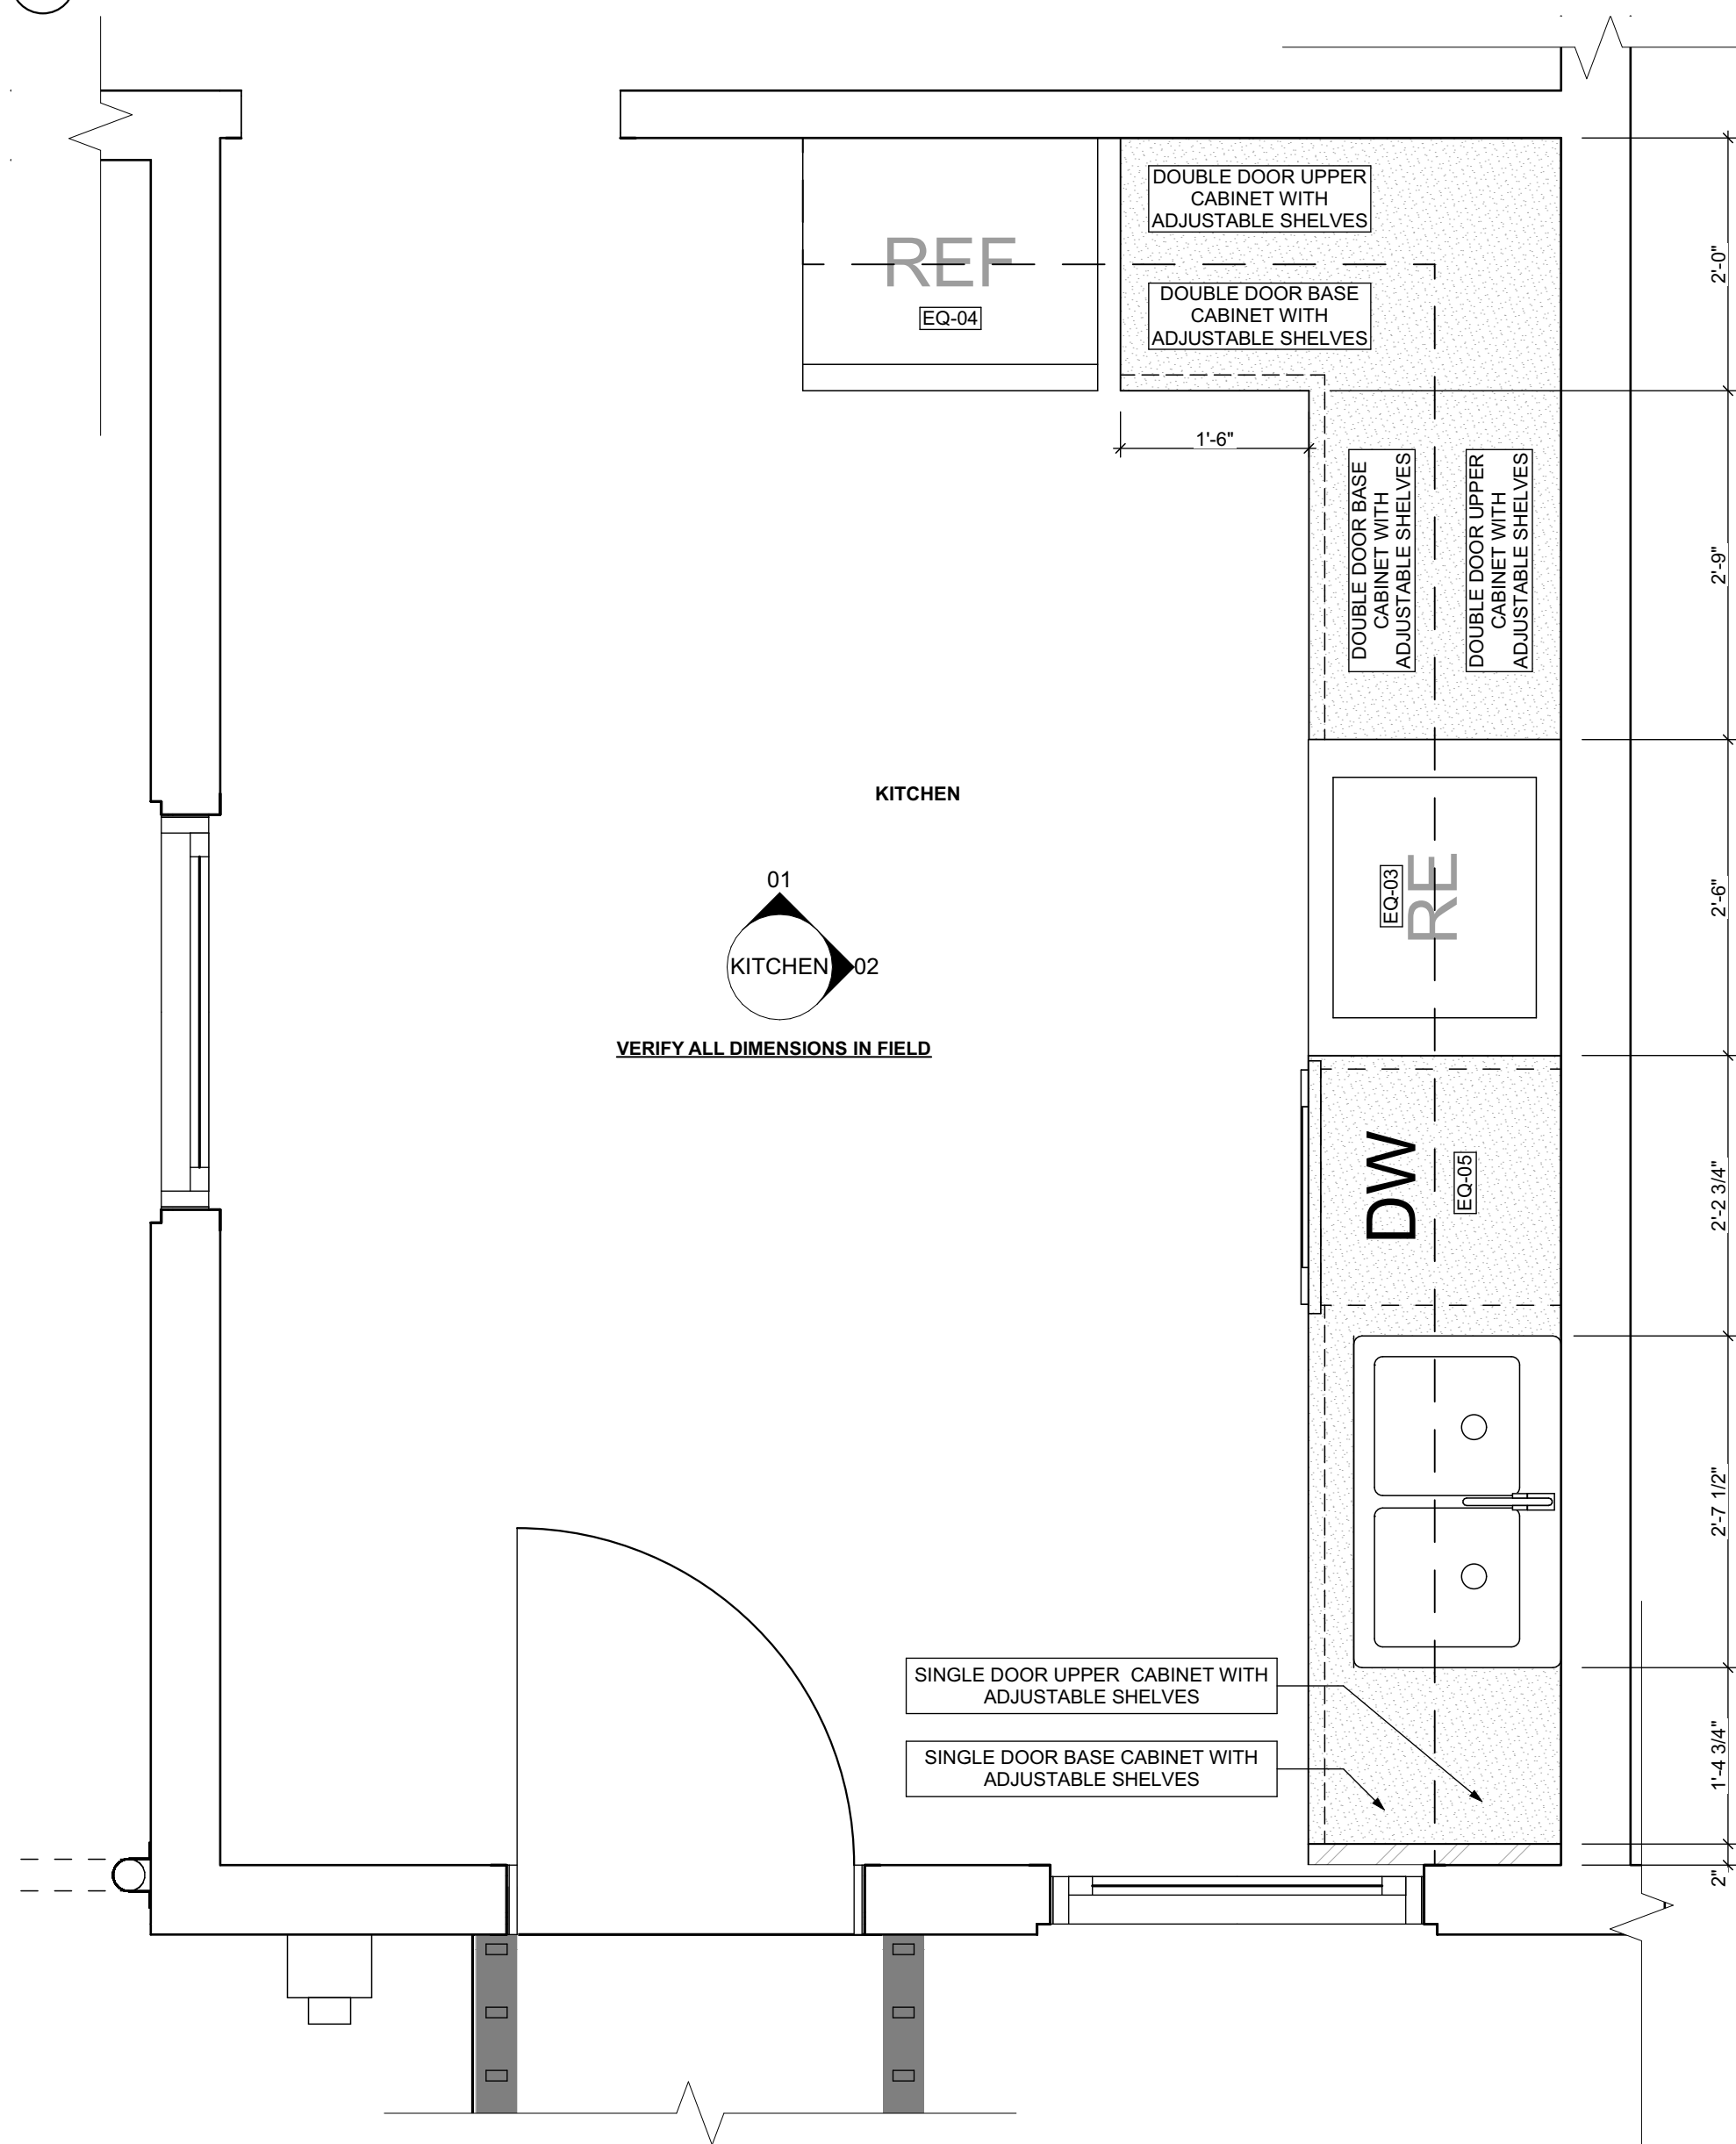 DOUBLE DOOR UPPER
CABINET WITH
ADJUSTABLE SHELVES
REF
EQ-04
DOUBLE DOOR BASE
CABINET WITH
ADJUSTABLE SHELVES
2'-0"
1'-6"
DOUBLE DOOR BASE
CABINET WITH
ADJUSTABLE SHELVES
DOUBLE DOOR UPPER
CABINET WITH
ADJUSTABLE SHELVES
2'-9"
KITCHEN
01
KITCHEN
02
VERIFY ALL DIMENSIONS IN FIELD
EQ-03
RE
2'-6"
DW
EQ-05
2'-2 3/4"
2'-7 1/2"
SINGLE DOOR UPPER CABINET WITH
ADJUSTABLE SHELVES
SINGLE DOOR BASE CABINET WITH
ADJUSTABLE SHELVES
1'-4 3/4"
2"